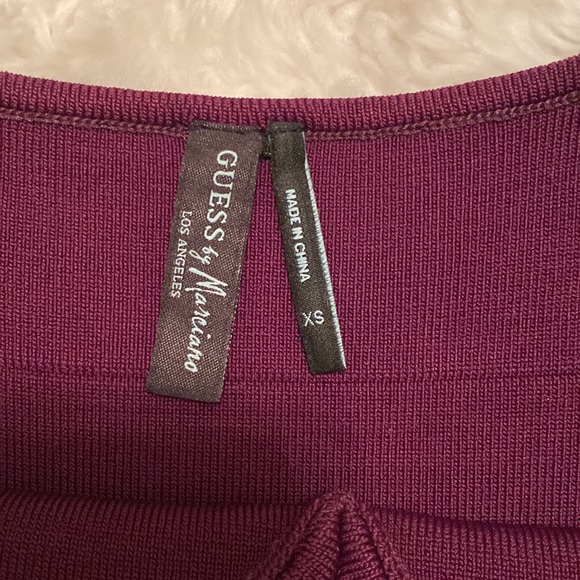 GUESS by Marciano
LOS ANGELES
MADE IN CHINA
XS